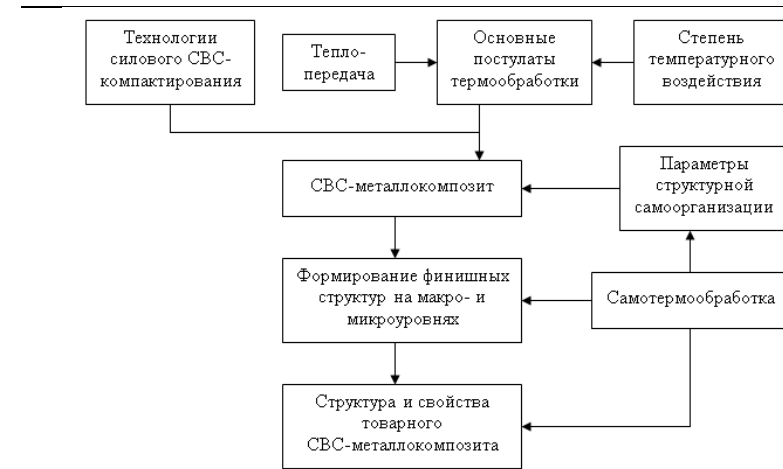 Технологии
силового СВС-
компактирования
Тепло-
передача
Основные
постулаты
термообработки
Степень
температурного
воздействия
СВС-металлокомпозит
Параметры
структурной
самоорганизации
Формирование финишных
структур на макро- и
микроуровнях
Самотермообработка
Структура и свойства
товарного
СВС-металлокомпозита